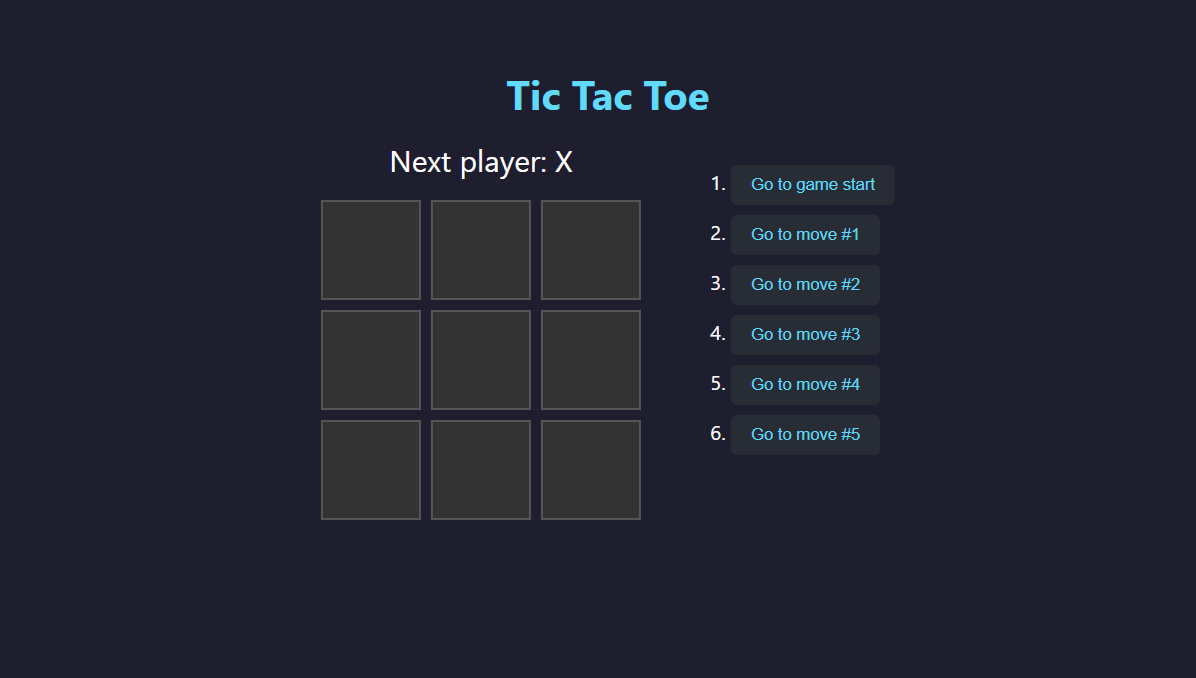 Tic Tac Toe
Next player: X
1. Go to game start
2. Go to move #1
3. Go to move #2
4. Go to move #3
5. Go to move #4
6. Go to move #5